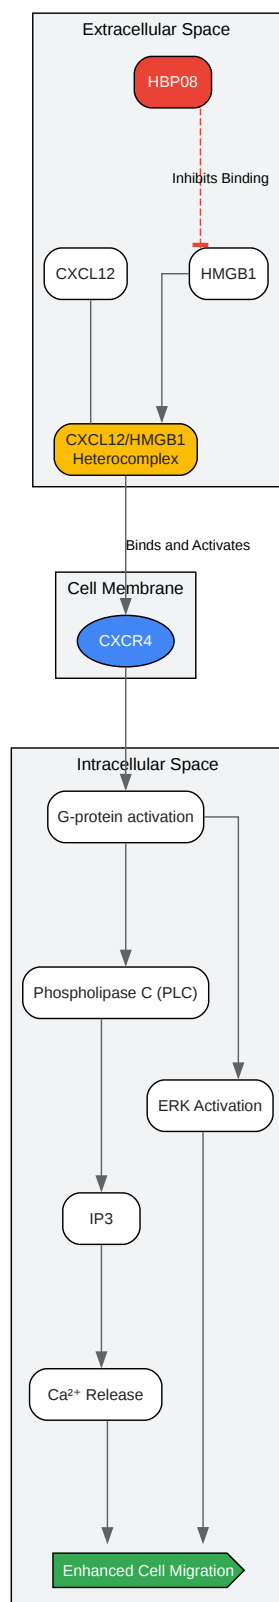 Extracellular Space
HBP08
Inhibits Binding
CXCL12
HMGB1
CXCL12/HMGB1
Heterocomplex
Binds and Activates
Cell Membrane
CXCR4
Intracellular Space
G-protein activation
Phospholipase C (PLC)
ERK Activation
IP3
Ca²⁺ Release
Enhanced Cell Migration